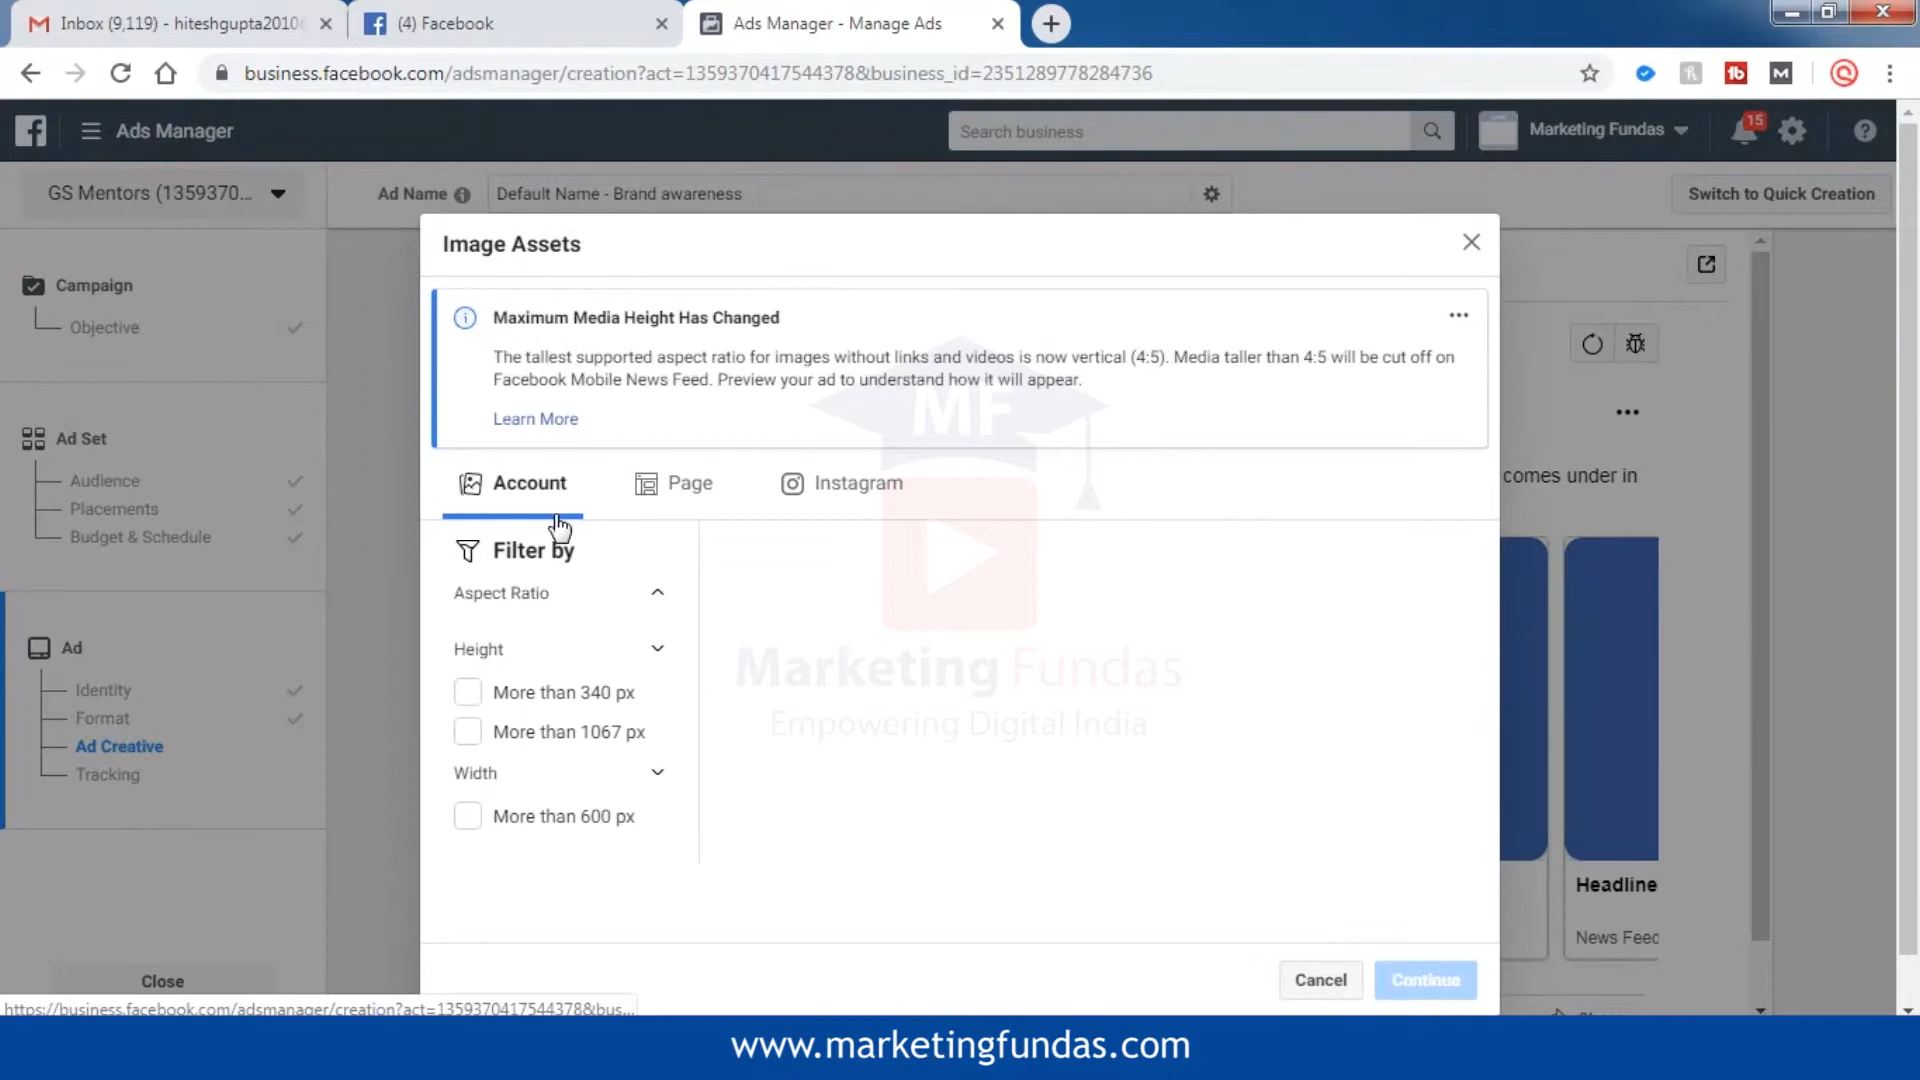 Inbox (9,119) - hiteshgupta2010
(4) Facebook
Ads Manager - Manage Ads
business.facebook.com/adsmanager/creation?act=1359370417544378&business_id=2351289778284736
Ads Manager
Search business
Marketing Fundas
15
GS Mentors (1359370...
Ad Name
Default Name - Brand awareness
Switch to Quick Creation
Image Assets
Campaign
Objective
Maximum Media Height Has Changed
The tallest supported aspect ratio for images without links and videos is now vertical (4:5). Media taller than 4:5 will be cut off on
Facebook Mobile News Feed. Preview your ad to understand how it will appear.
Learn More
MF
Ad Set
Audience
Placements
Budget & Schedule
Account
Page
Instagram
comes under in
Filter by
Aspect Ratio
Height
More than 340 px
More than 1067 px
Width
More than 600 px
Marketing Fundas
Empowering Digital India
Ad
Identity
Format
Ad Creative
Tracking
Headline
News Feed
Close
Cancel
Continue
https://business.facebook.com/adsmanager/creation?act=1359370417544378&bus...
www.marketingfundas.com